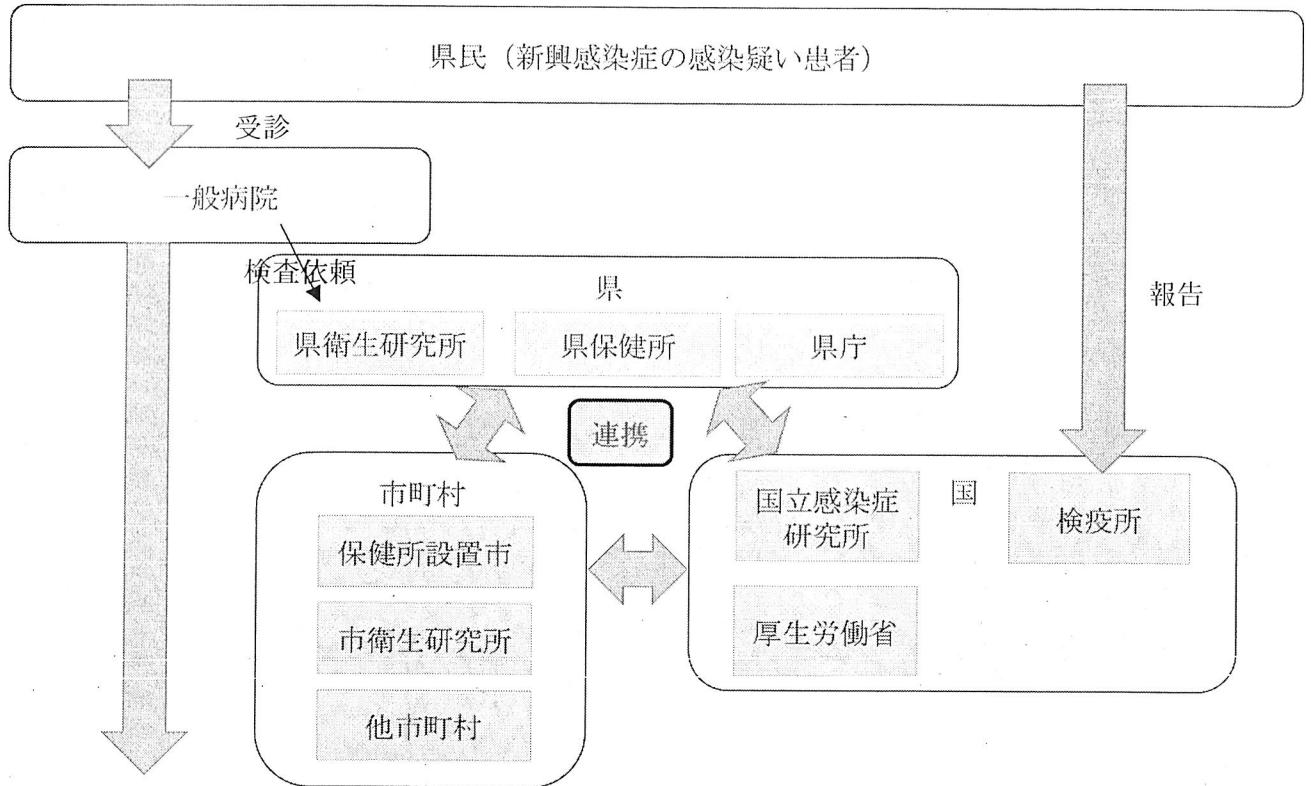 県民（新興感染症の感染疑い患者）
受診
一般病院
検査依頼
県
報告
県衛生研究所
県保健所
県庁
連携
市町村
保健所設置市
市衛生研究所
他市町村
国立感染症
研究所
国
検疫所
厚生労働省